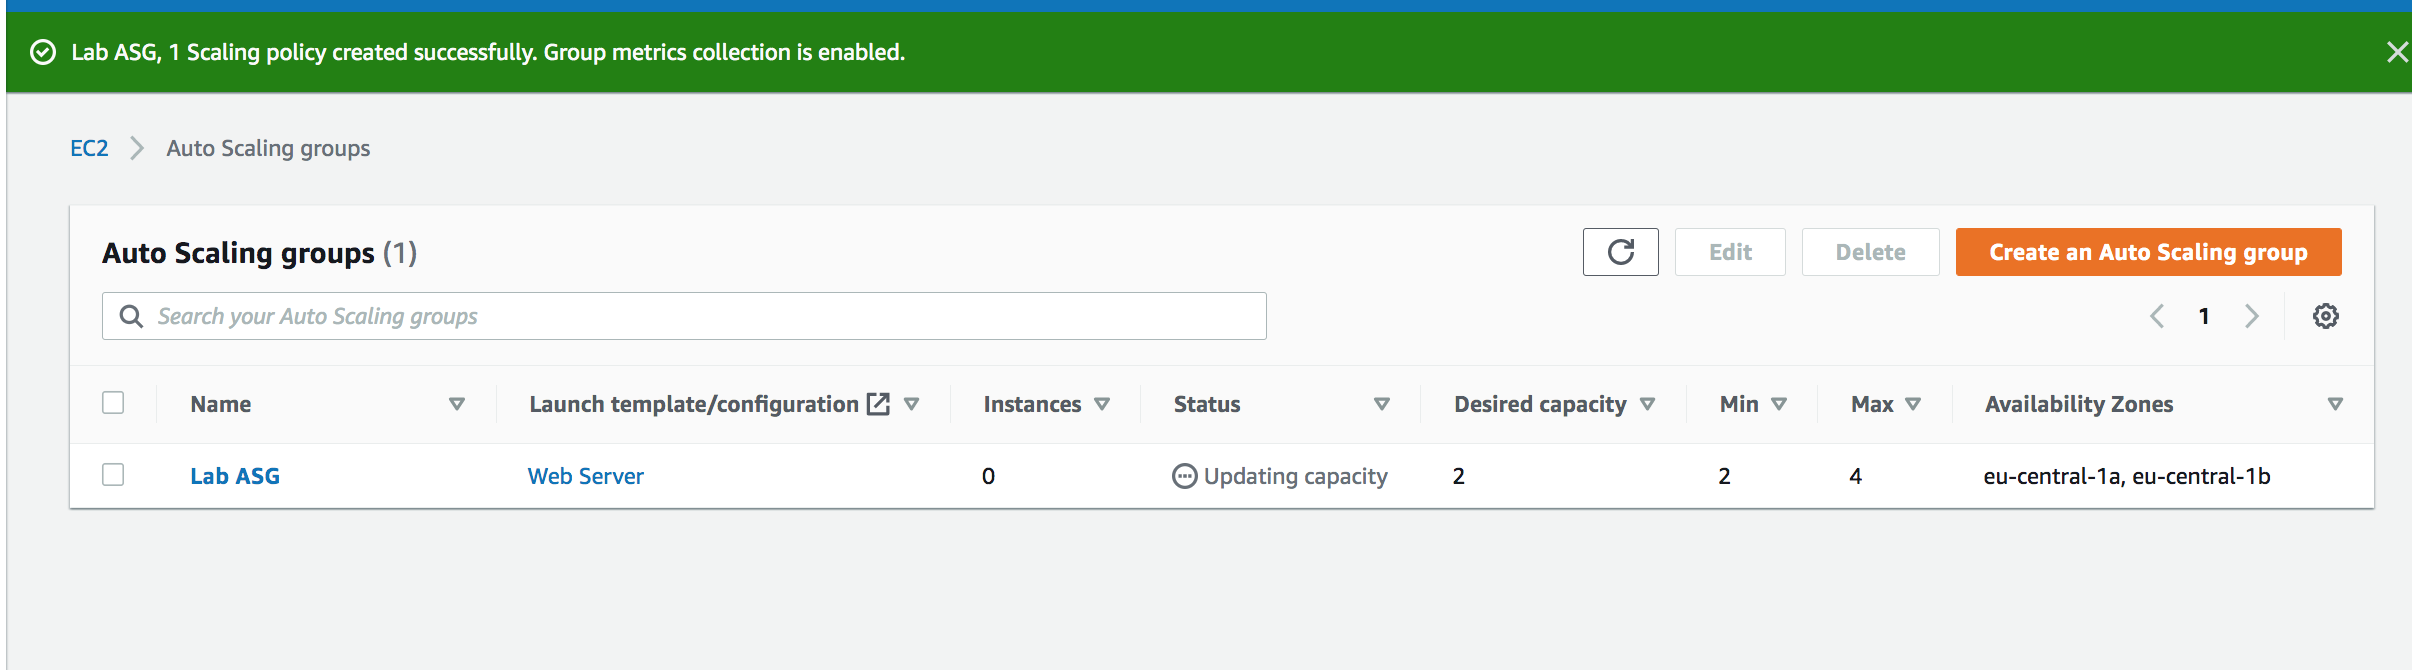 Lab ASG, 1 Scaling policy created successfully. Group metrics collection is enabled.
EC2 Auto Scaling groups
Auto Scaling groups (1)
Edit Delete Create an Auto Scaling group
Search your Auto Scaling groups
1
Name Launch template/configuration Instances Status Desired capacity Min Max Availability Zones
Lab ASG Web Server 0 Updating capacity 2 2 4 eu-central-1a, eu-central-1b